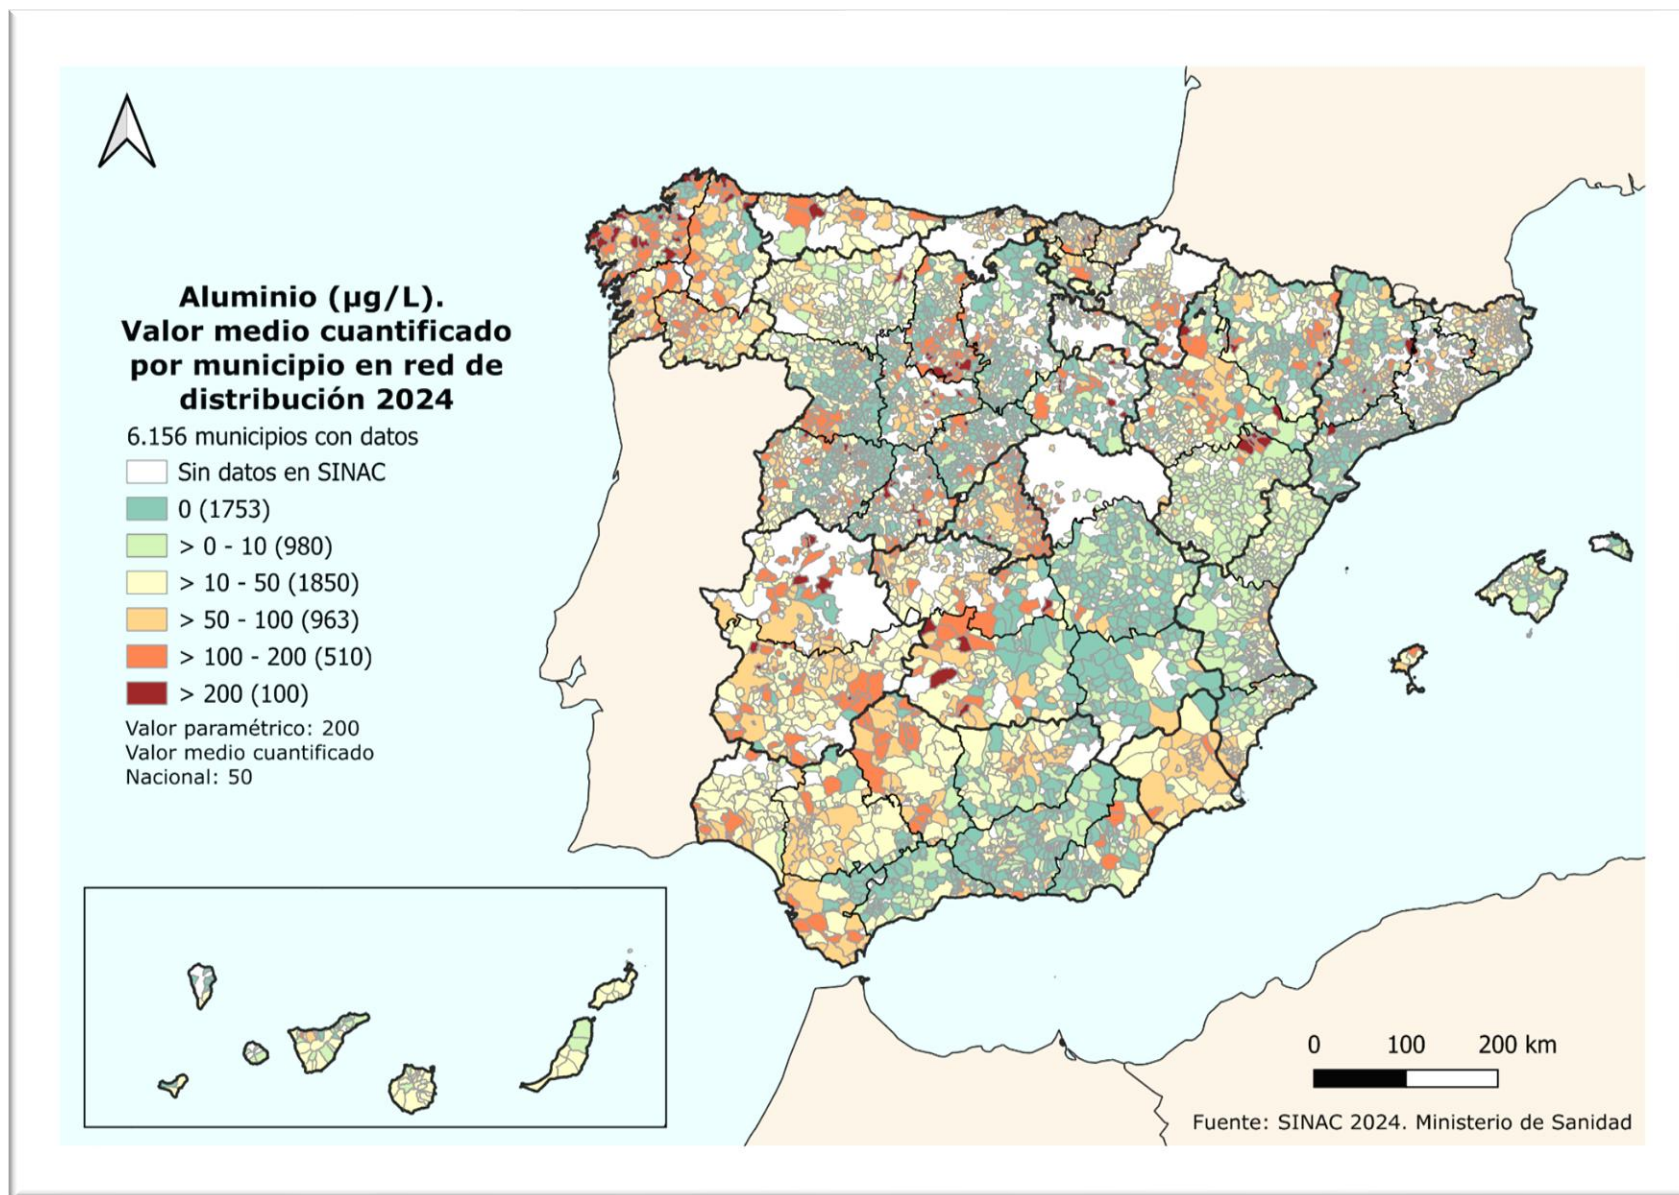 Aluminio (µg/L).
Valor medio cuantificado
por municipio en red de
distribución 2024
6.156 municipios con datos
Sin datos en SINAC
0 (1753)
> 0 - 10 (980)
> 10 - 50 (1850)
> 50 - 100 (963)
> 100 - 200 (510)
> 200 (100)
Valor paramétrico: 200
Valor medio cuantificado
Nacional: 50
0 100 200 km
Fuente: SINAC 2024. Ministerio de Sanidad